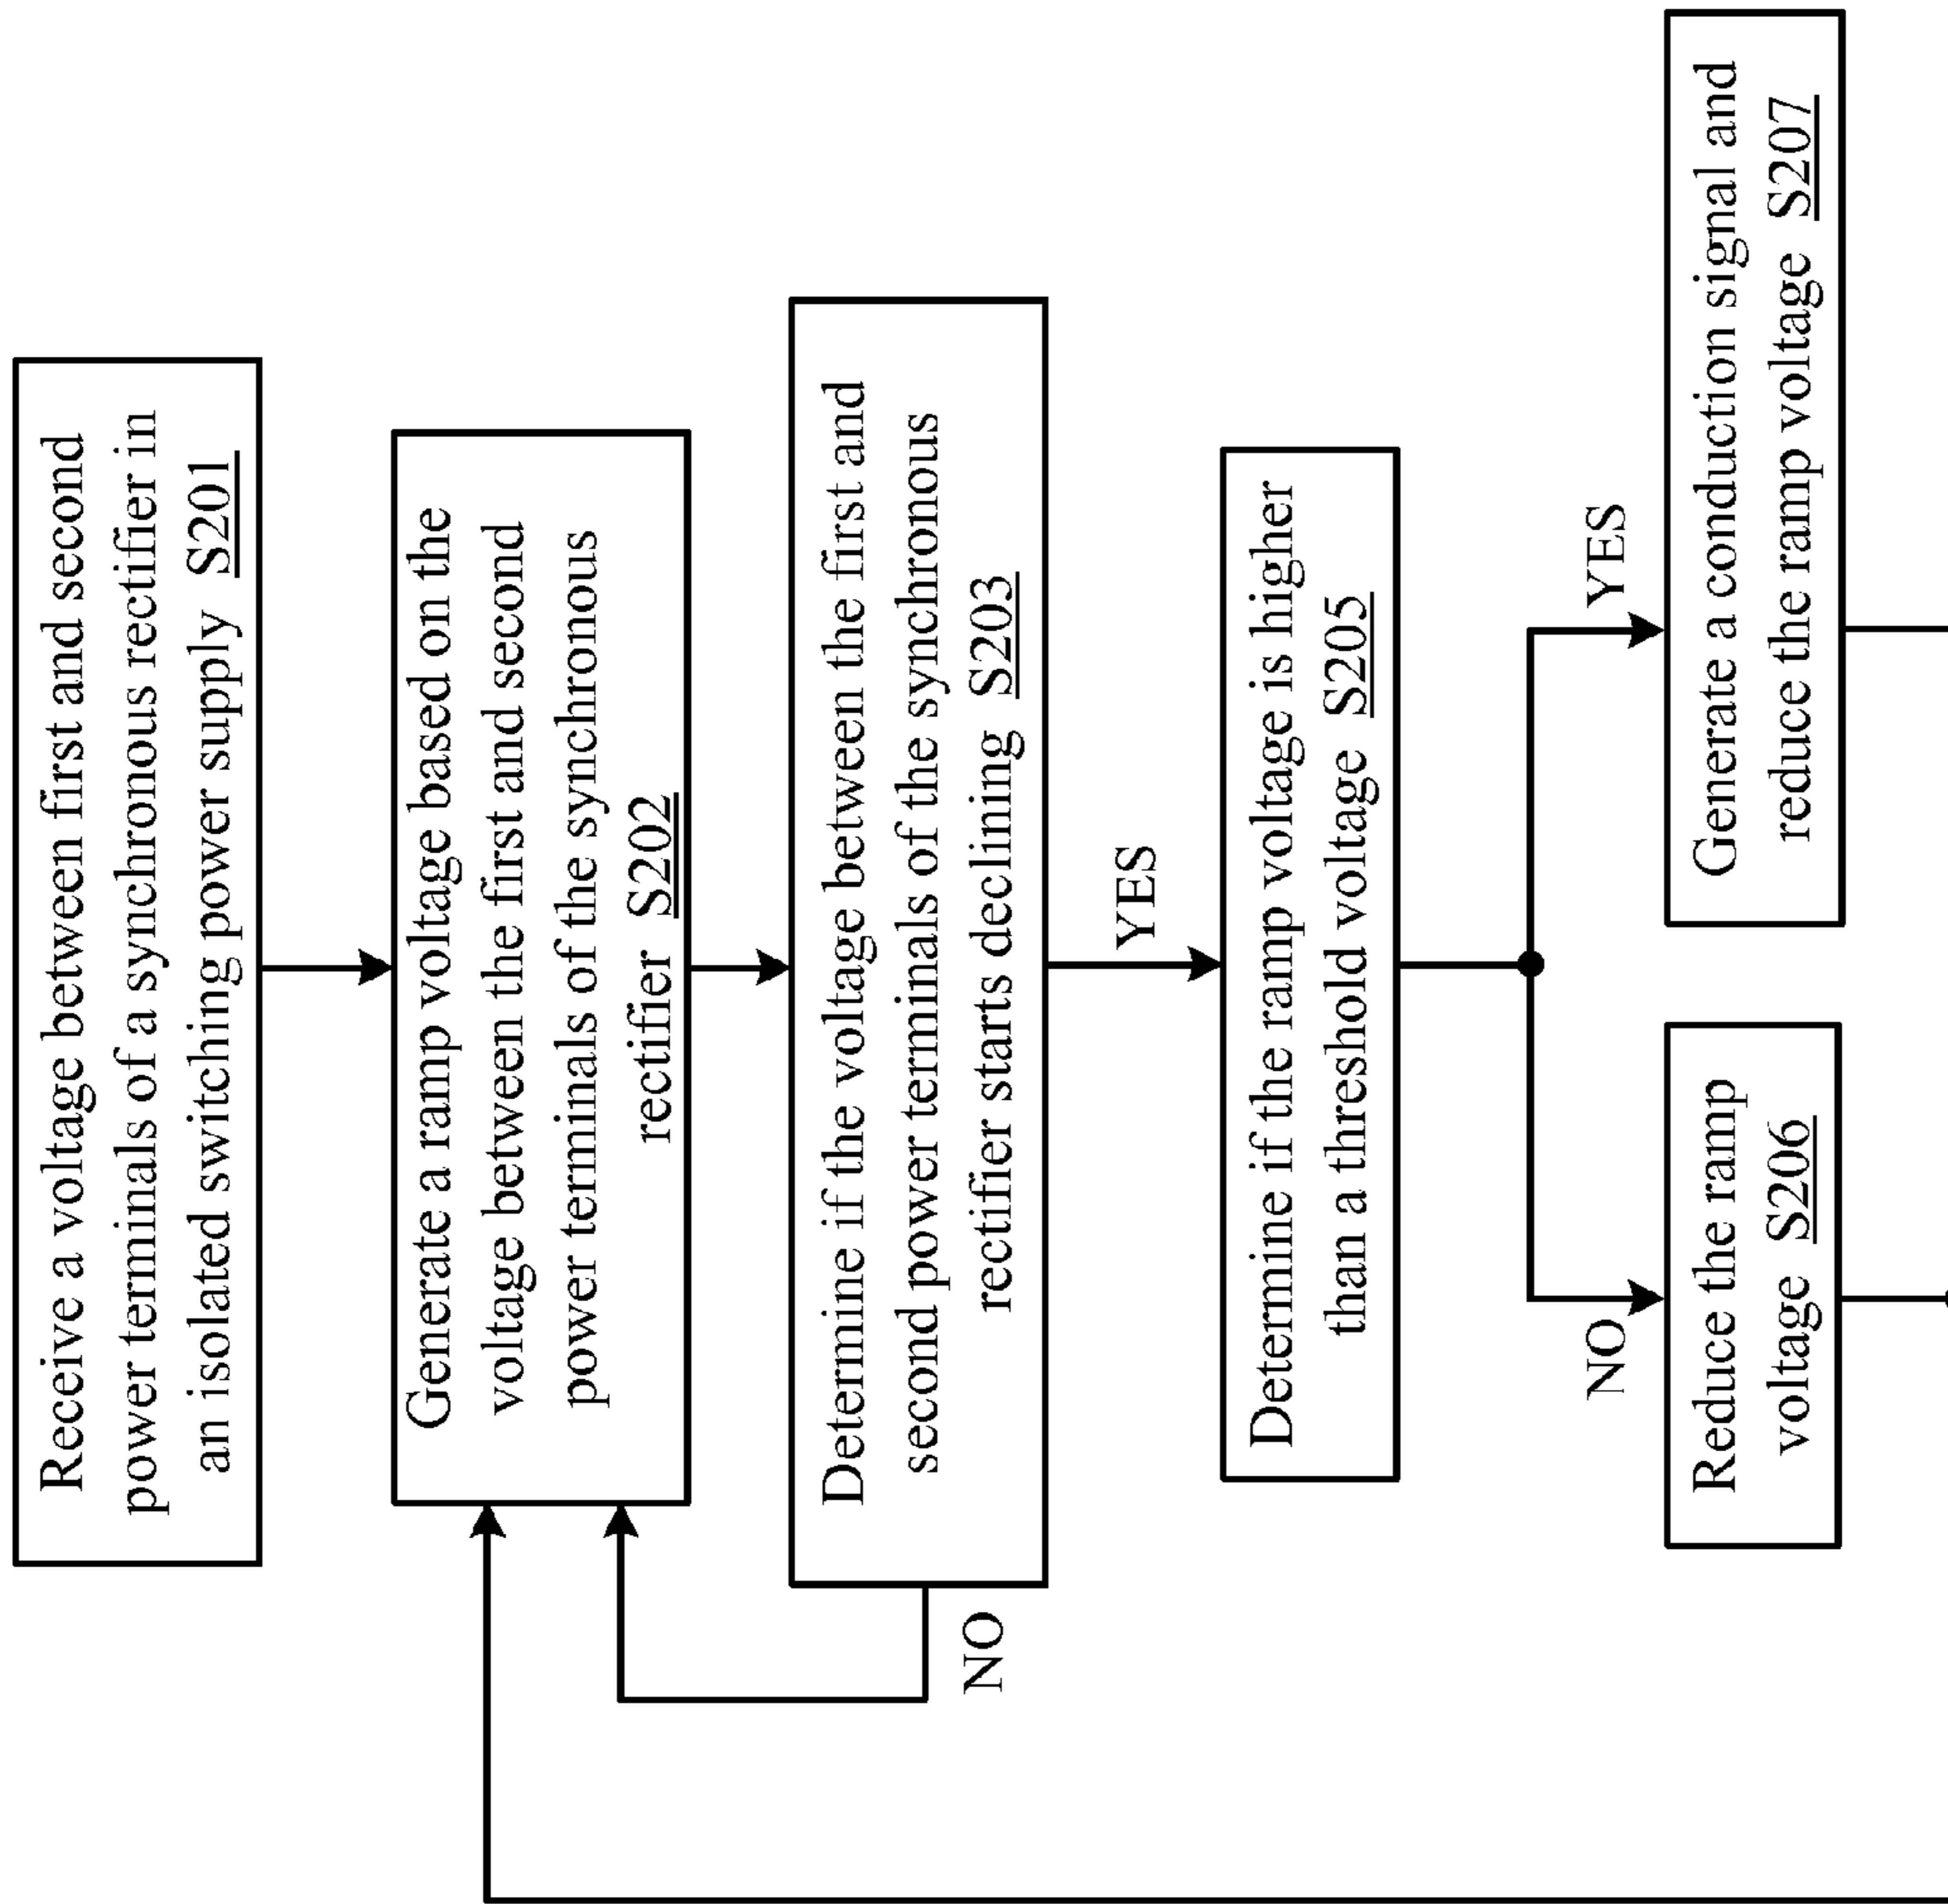 Receive a voltage between first and second
power terminals of a synchronous rectifier in
an isolated switching power supply S201
Generate a ramp voltage based on the
voltage between the first and second
power terminals of the synchronous
rectifier S202
Determine if the voltage between the first and
second power terminals of the synchronous
rectifier starts declining S203
NO
YES
Determine if the ramp voltage is higher
than a threshold voltage S205
NO
YES
Reduce the ramp
voltage S206
Generate a conduction signal and
reduce the ramp voltage S207